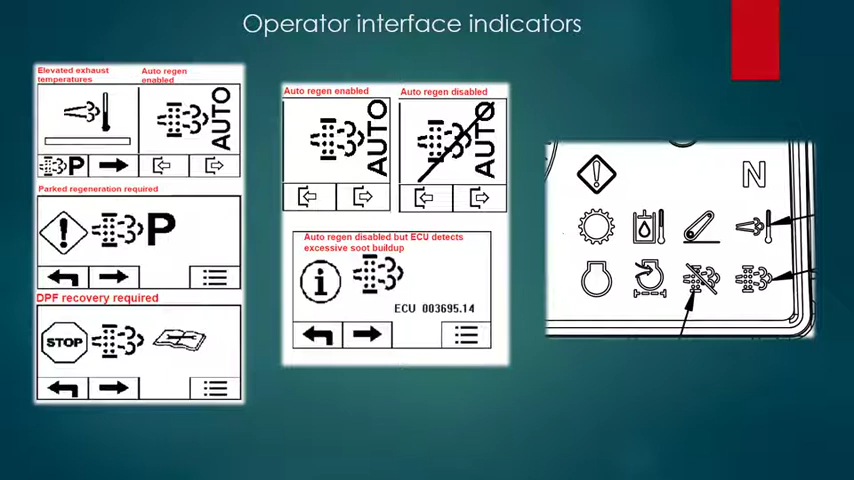 Operator interface indicators
Elevated exhaust
temperatures
Auto regen
enabled
AUTO
P
Parked regeneration required
P
DPF recovery required
STOP
Auto regen enabled
Auto regen disabled
AUTO
AUTO
Auto regen disabled but ECU detects
excessive soot buildup
ECU 003695.14
N